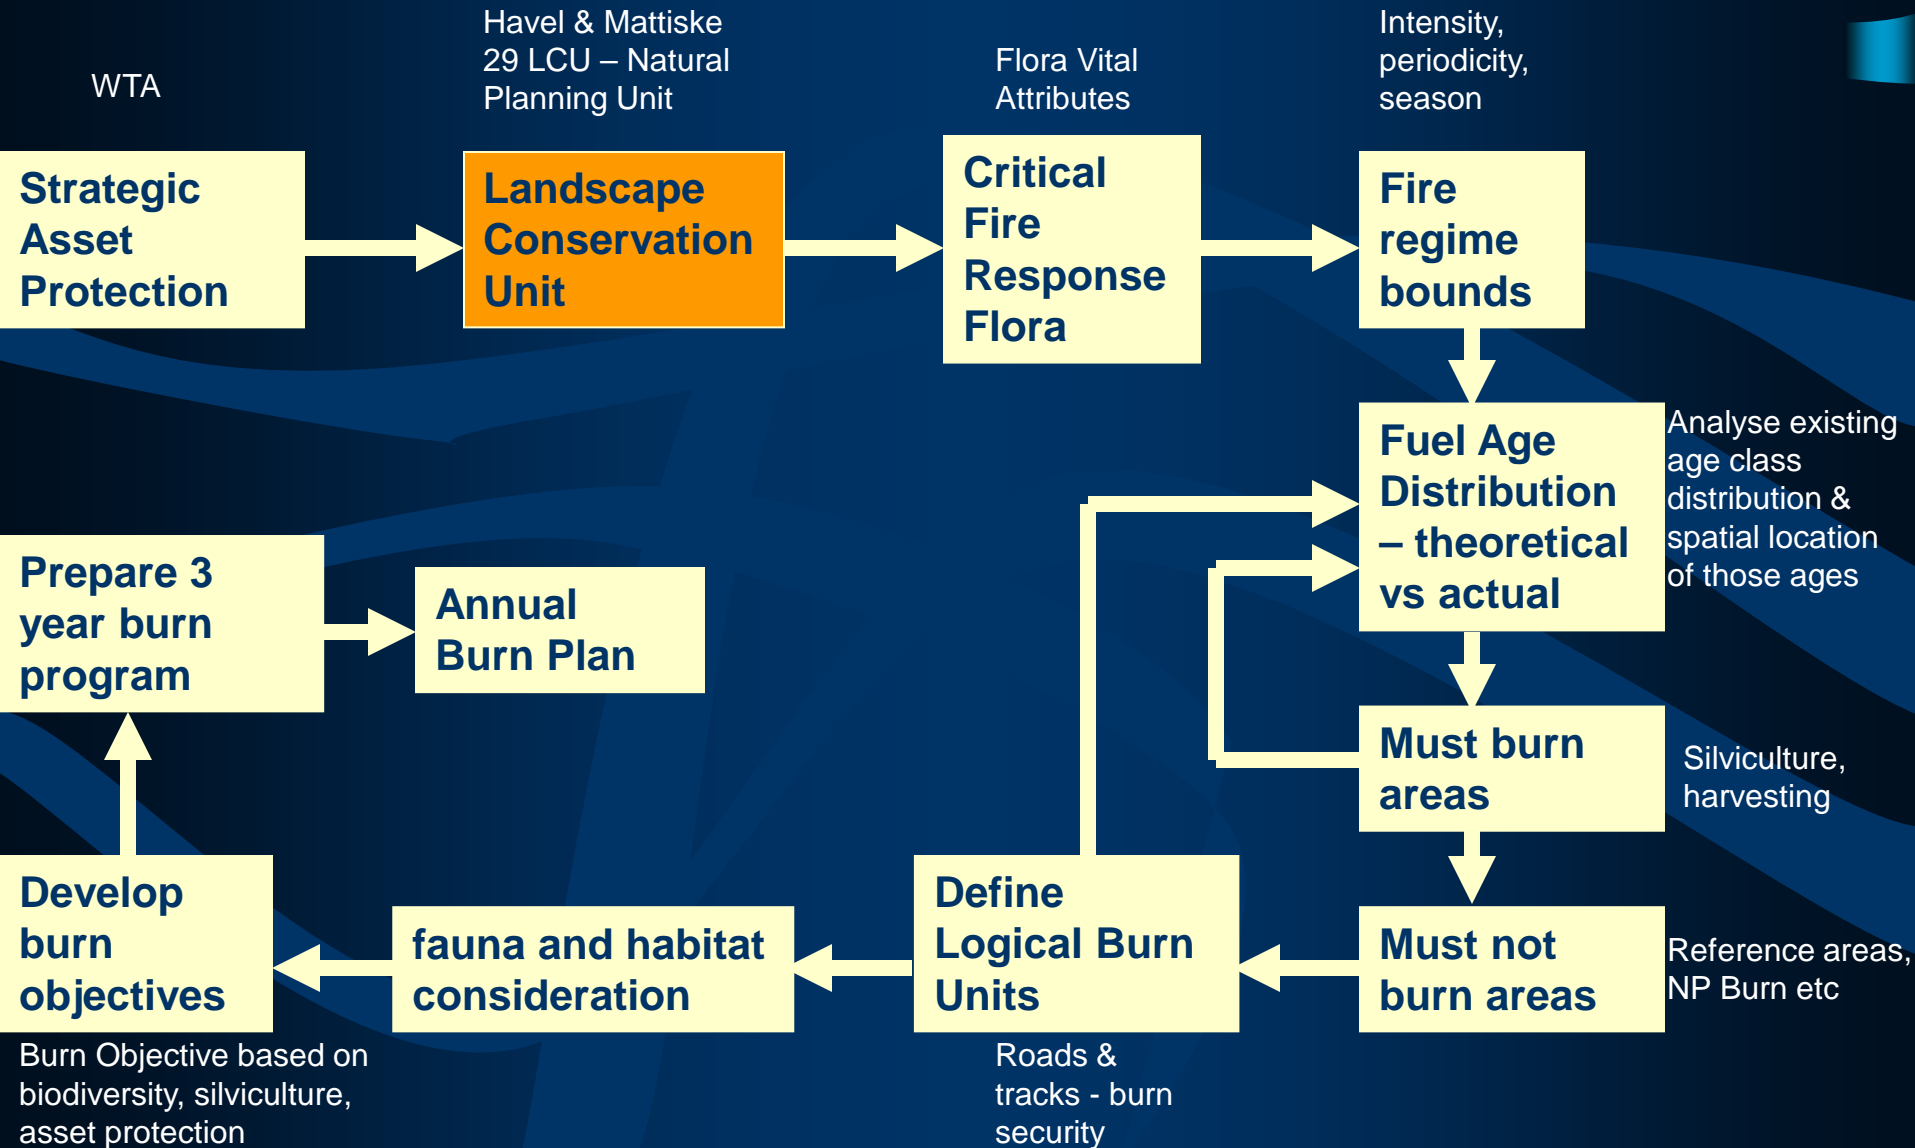 WTA
Havel & Mattiske
29 LCU – Natural
Planning Unit
Flora Vital
Attributes
Intensity,
periodicity,
season
Strategic
Asset
Protection
Landscape
Conservation
Unit
Critical
Fire
Response
Flora
Fire
regime
bounds
Fuel Age
Distribution
– theoretical
vs actual
Analyse existing
age class
distribution &
spatial location
of those ages
Prepare 3
year burn
program
Annual
Burn Plan
Must burn
areas
Silviculture,
harvesting
Develop
burn
objectives
fauna and habitat
consideration
Define
Logical Burn
Units
Must not
burn areas
Reference areas,
NP Burn etc
Burn Objective based on
biodiversity, silviculture,
asset protection
Roads &
tracks - burn
security